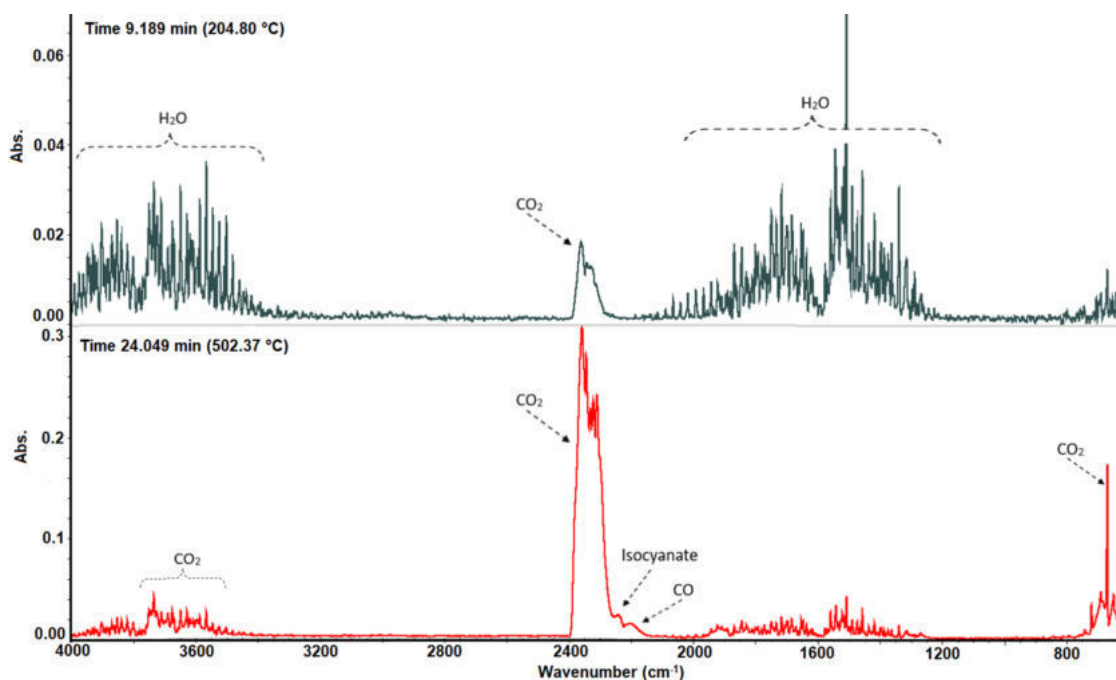 Time 9.189 min (204.80 °C)
0.06
H₂O
H₂O
0.04
Abs.
CO₂
0.02
0.00
0.3
Time 24.049 min (502.37 °C)
CO₂
Abs.
0.2
CO₂
0.1
Isocyanate
CO₂
CO
0.00
4000 3600 3200 2800 2400 2000 1600 1200 800
Wavenumber (cm⁻¹)